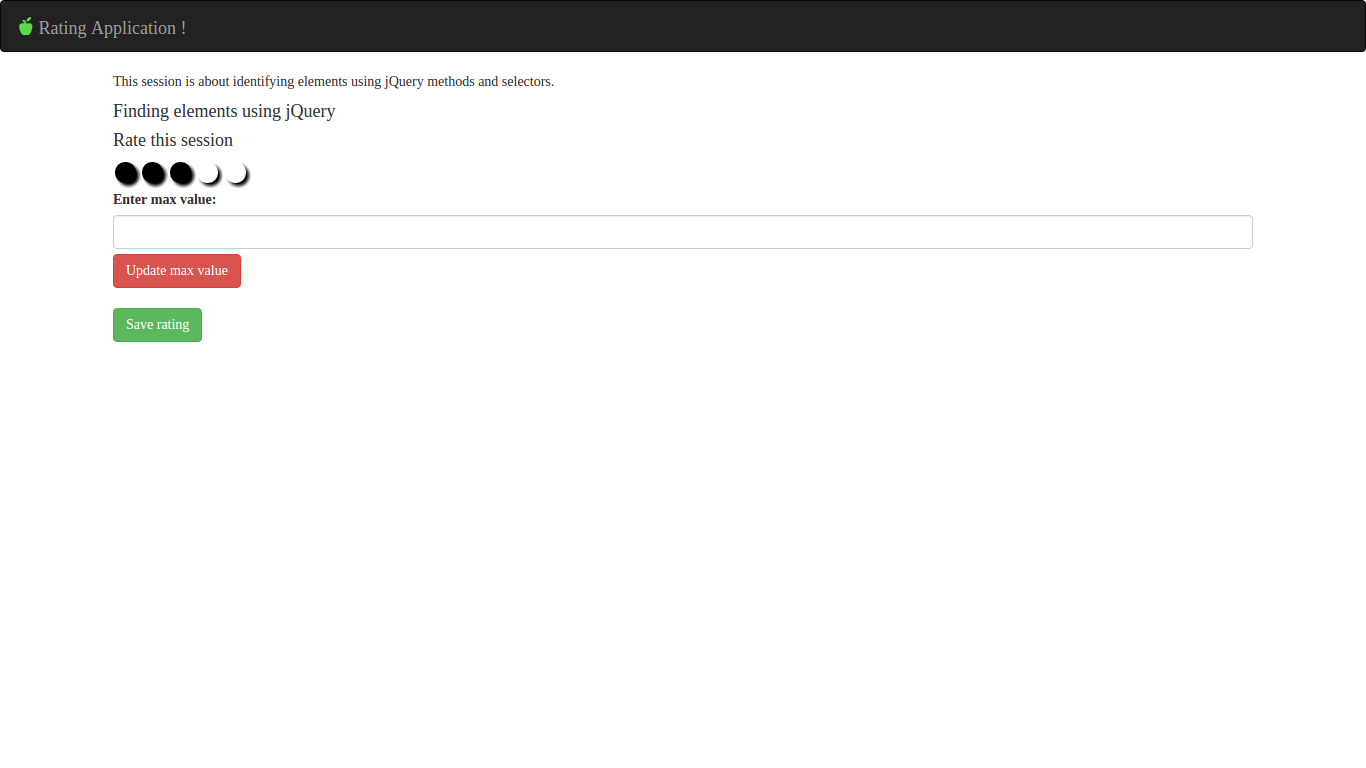 Rating Application !
This session is about identifying elements using jQuery methods and selectors.
Finding elements using jQuery
Rate this session
Enter max value:
Update max value
Save rating